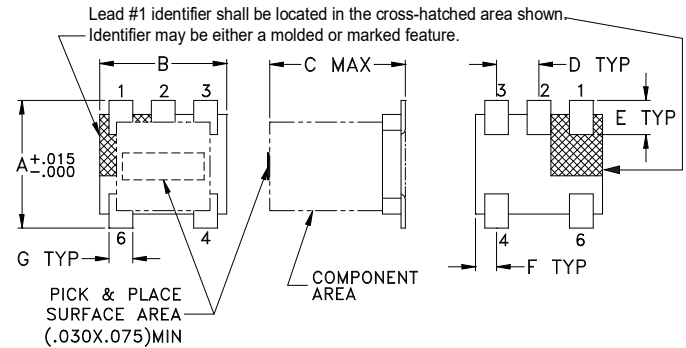 Lead #1 identifier shall be located in the cross-hatched area shown.
Identifier may be either a molded or marked feature.
B
C MAX
D TYP
1 2 3
3 2 1
E TYP
A+.015
-.000
6 4
4 6
G TYP
F TYP
COMPONENT
AREA
PICK & PLACE
SURFACE AREA
(.030X.075)MIN